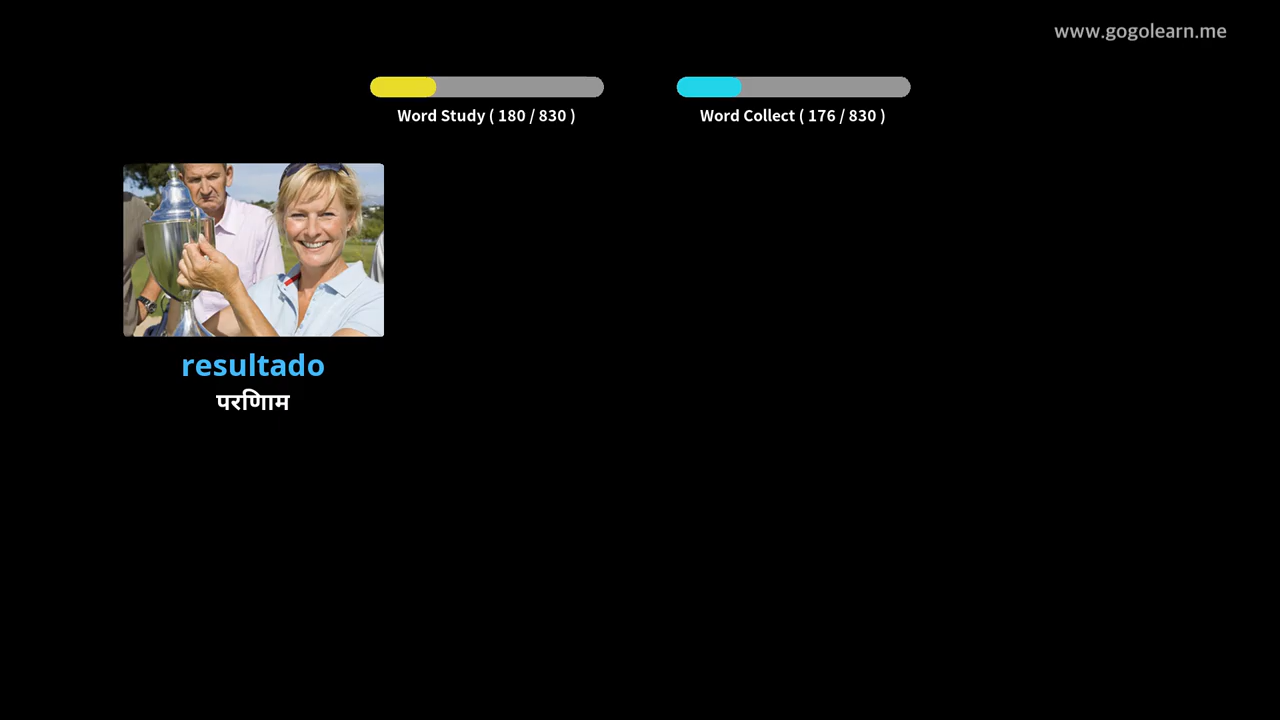 www.gogolearn.me
Word Study ( 180 / 830 )
Word Collect ( 176 / 830 )
resultado
परिणाम